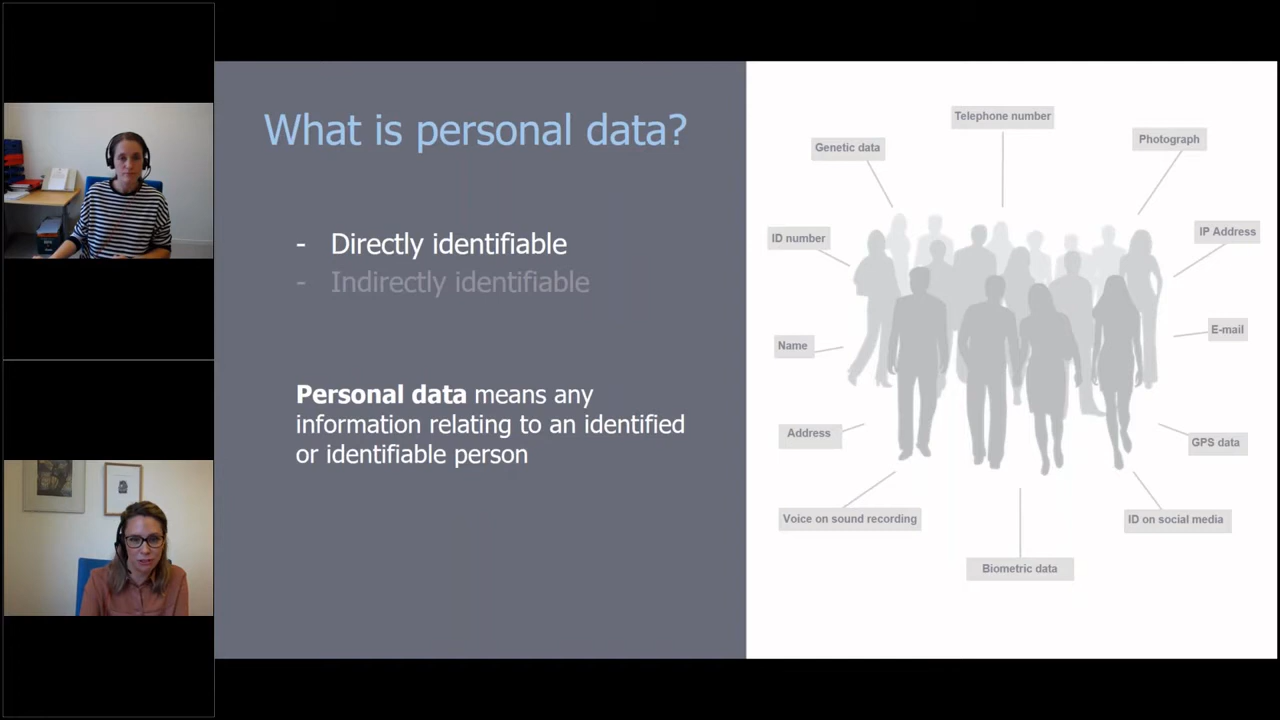 What is personal data?
- Directly identifiable
- Indirectly identifiable
Personal data means any
information relating to an identified
or identifiable person
Telephone number
Genetic data
Photograph
ID number
IP Address
Name
E-mail
Address
GPS data
Voice on sound recording
ID on social media
Biometric data